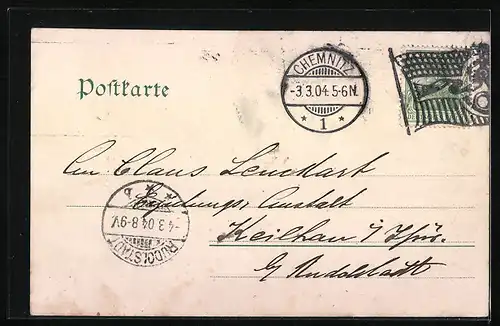 CHEMNITZ
-3.3.04.5-6N.
* 1 *
Postkarte
An Claus Leuckart
Erziehungs Anstalt
Keilhau i/Thür.
b/ Rudolstadt
RUDOLSTADT
-4.3.04.8-9V.